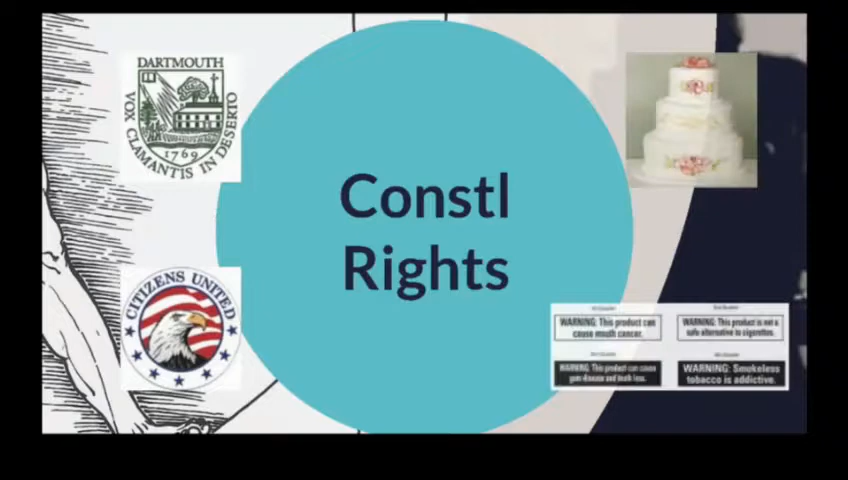 DARTMOUTH
VOX CLAMANTIS IN DESERTO
1769
Constl
Rights
CITIZENS UNITED
WARNING: This product can
cause mouth cancer.
WARNING: This product is not a
safe alternative to cigarettes.
WARNING: This product can cause
gum disease and tooth loss.
WARNING: Smokeless
tobacco is addictive.